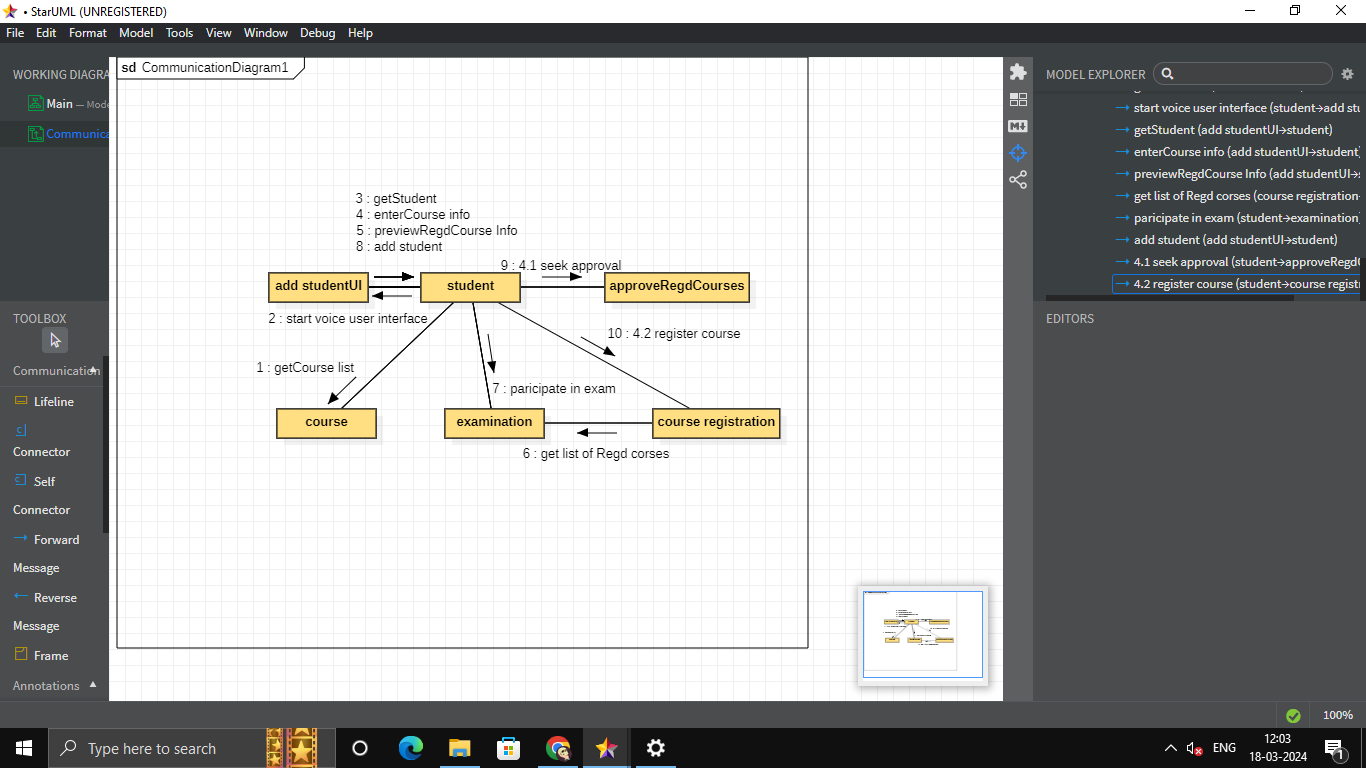 • StarUML (UNREGISTERED)
File Edit Format Model Tools View Window Debug Help
WORKING DIAGRA
Main — Mode
Communica
sd CommunicationDiagram1
3 : getStudent
4 : enterCourse info
5 : previewRegdCourse Info
8 : add student
9 : 4.1 seek approval
add studentUI
student
approveRegdCourses
2 : start voice user interface
10 : 4.2 register course
1 : getCourse list
7 : paricipate in exam
course
examination
course registration
6 : get list of Regd corses
TOOLBOX
Communication
Lifeline
Connector
Self
Connector
Forward
Message
Reverse
Message
Frame
Annotations
MODEL EXPLORER
start voice user interface (student→add stu
getStudent (add studentUI→student)
enterCourse info (add studentUI→student)
previewRegdCourse Info (add studentUI→s
get list of Regd corses (course registration-
paricipate in exam (student→examination)
add student (add studentUI→student)
4.1 seek approval (student→approveRegd(
4.2 register course (student→course regist
EDITORS
100%
Type here to search
ENG
12:03
18-03-2024
1